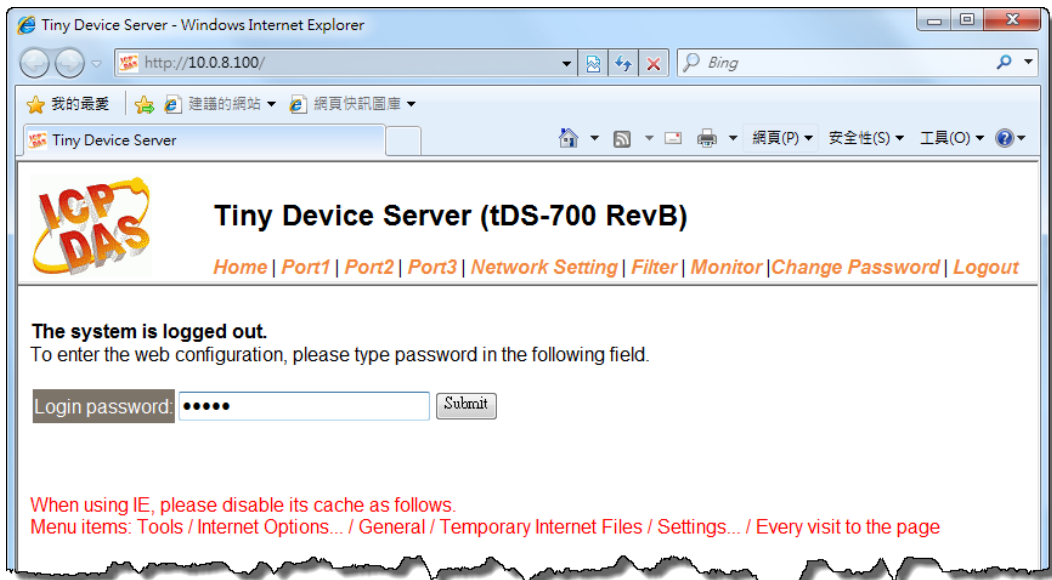 Tiny Device Server - Windows Internet Explorer
http://10.0.8.100/
Bing
我的最愛 建議的網站 網頁快訊圖庫
Tiny Device Server 網頁(P) 安全性(S) 工具(O)
ICP DAS
Tiny Device Server (tDS-700 RevB)
Home | Port1 | Port2 | Port3 | Network Setting | Filter | Monitor |Change Password | Logout
The system is logged out.
To enter the web configuration, please type password in the following field.
Login password: ••••• Submit
When using IE, please disable its cache as follows.
Menu items: Tools / Internet Options... / General / Temporary Internet Files / Settings... / Every visit to the page